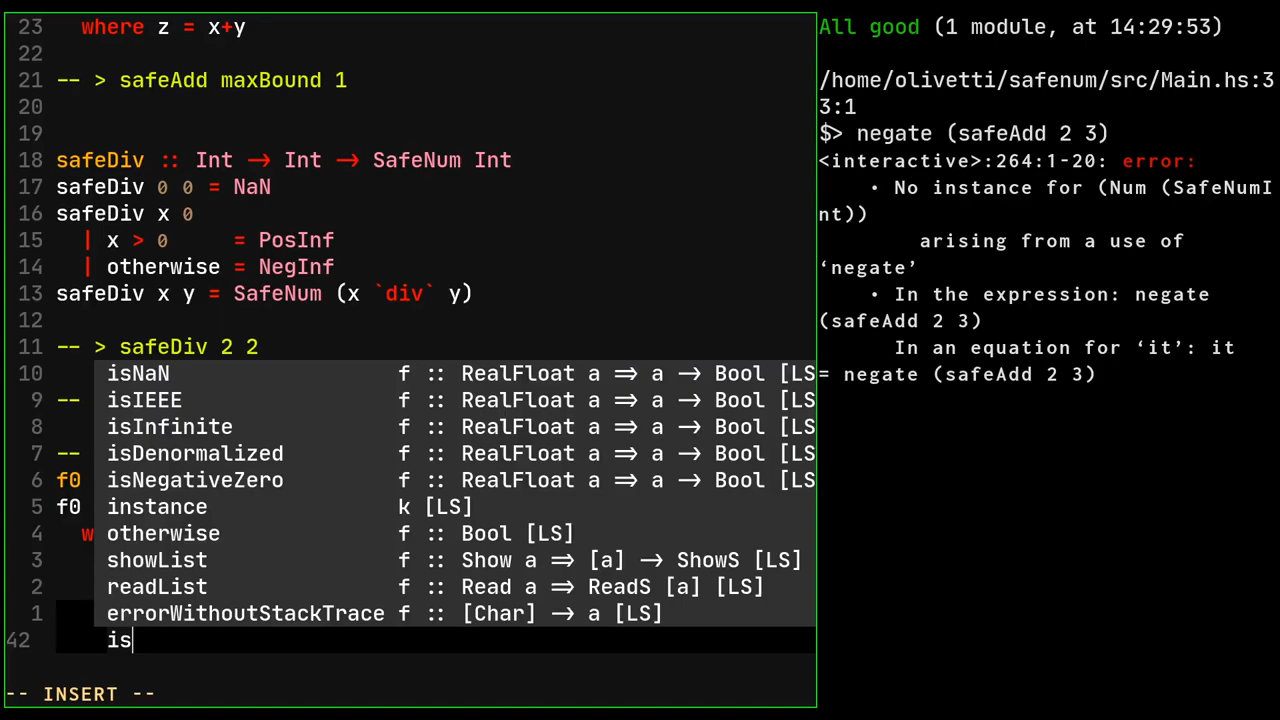 23 where z = x+y
22
21 -- > safeAdd maxBound 1
20
19
18 safeDiv :: Int → Int → SafeNum Int
17 safeDiv 0 0 = NaN
16 safeDiv x 0
15 | x > 0 = PosInf
14 | otherwise = NegInf
13 safeDiv x y = SafeNum (x `div` y)
12
11 -- > safeDiv 2 2
10 isNaN f :: RealFloat a ⇒ a → Bool [LS
9 -- isIEEE f :: RealFloat a ⇒ a → Bool [LS
8 isInfinite f :: RealFloat a ⇒ a → Bool [LS
7 -- isDenormalized f :: RealFloat a ⇒ a → Bool [LS
6 f0 isNegativeZero f :: RealFloat a ⇒ a → Bool [LS
5 f0 instance k [LS]
4 w otherwise f :: Bool [LS]
3 showList f :: Show a ⇒ [a] → ShowS [LS]
2 readList f :: Read a ⇒ ReadS [a] [LS]
1 errorWithoutStackTrace f :: [Char] → a [LS]
42 is
-- INSERT --
All good (1 module, at 14:29:53)
/home/olivetti/safenum/src/Main.hs:3
3:1
$> negate (safeAdd 2 3)
<interactive>:264:1-20: error:
• No instance for (Num (SafeNumI
nt))
arising from a use of
‘negate’
• In the expression: negate
(safeAdd 2 3)
In an equation for ‘it’: it
= negate (safeAdd 2 3)